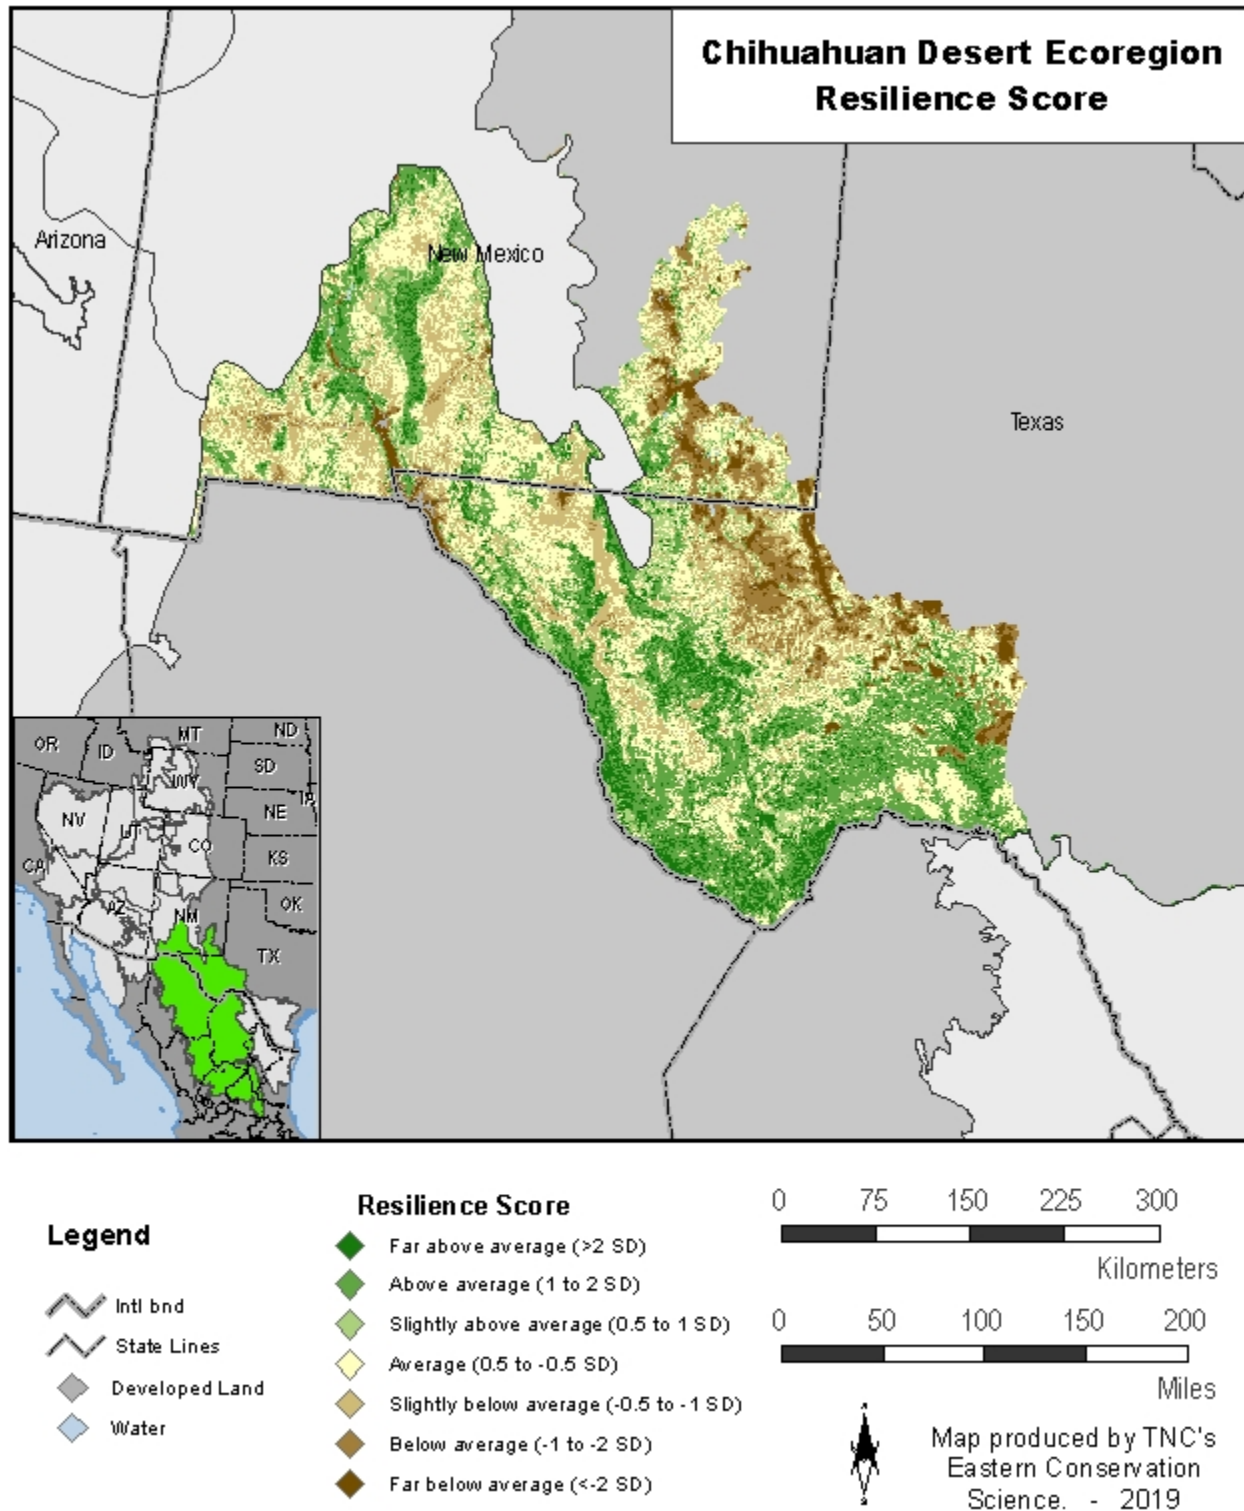 Chihuahuan Desert Ecoregion
Resilience Score
Arizona
New Mexico
Texas
OR
ID
MT
ND
SD
WY
IA
NE
NV
UT
CO
KS
CA
AZ
NM
OK
TX
Legend
Intl bnd
State Lines
Developed Land
Water
Resilience Score
Far above average (>2 SD)
Above average (1 to 2 SD)
Slightly above average (0.5 to 1 SD)
Average (0.5 to -0.5 SD)
Slightly below average (-0.5 to -1 SD)
Below average (-1 to -2 SD)
Far below average (<-2 SD)
0 75 150 225 300
Kilometers
0 50 100 150 200
Miles
Map produced by TNC's
Eastern Conservation
Science. - 2019